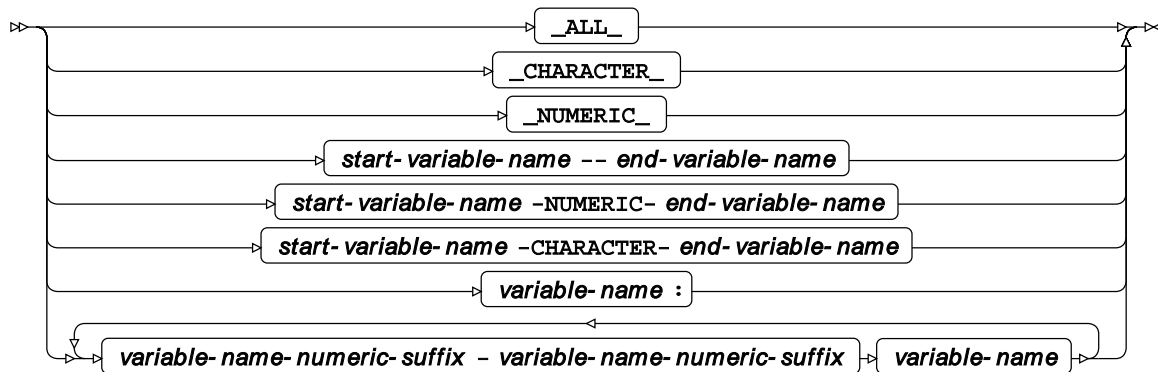 _ALL_
_CHARACTER_
_NUMERIC_
start-variable-name -- end-variable-name
start-variable-name -NUMERIC- end-variable-name
start-variable-name -CHARACTER- end-variable-name
variable-name :
variable-name-numeric-suffix - variable-name-numeric-suffix variable-name